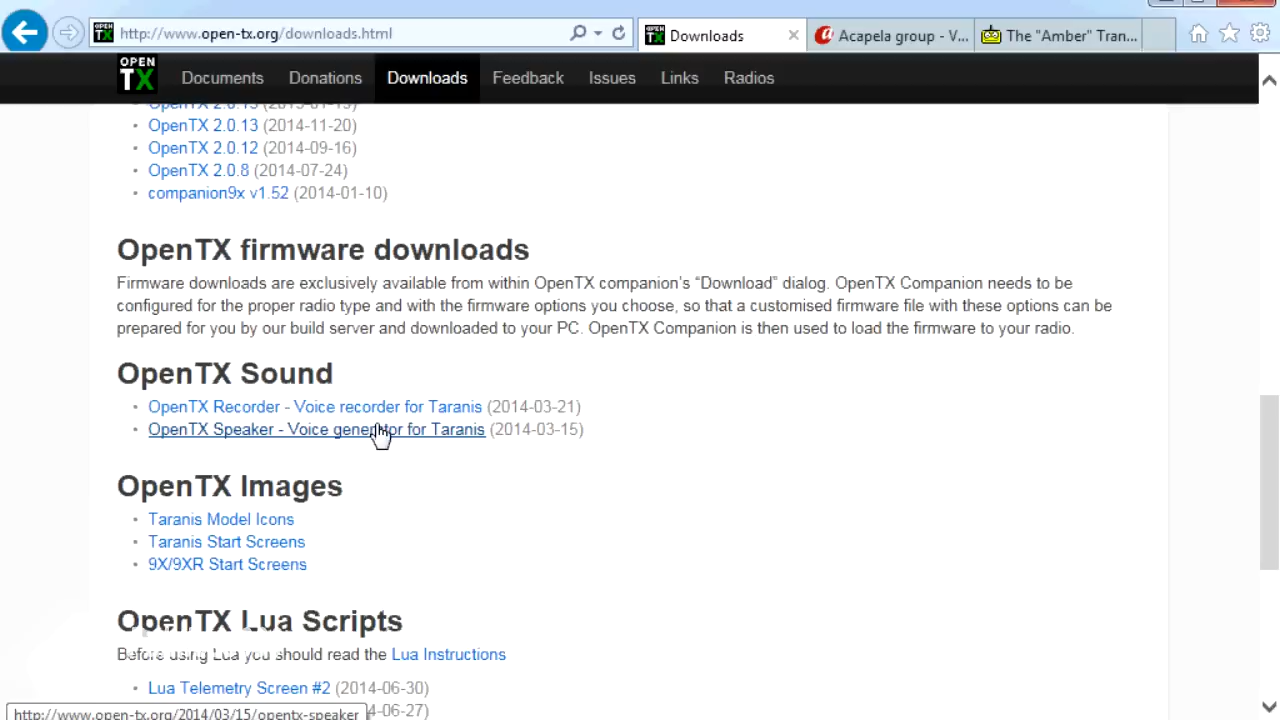 http://www.open-tx.org/downloads.html
Downloads
Acapela group - V...
The "Amber" Tran...
OPEN TX
Documents
Donations
Downloads
Feedback
Issues
Links
Radios
OpenTX 2.0.13 (2014-11-20)
OpenTX 2.0.12 (2014-09-16)
OpenTX 2.0.8 (2014-07-24)
companion9x v1.52 (2014-01-10)
OpenTX firmware downloads
Firmware downloads are exclusively available from within OpenTX companion's “Download” dialog. OpenTX Companion needs to be
configured for the proper radio type and with the firmware options you choose, so that a customised firmware file with these options can be
prepared for you by our build server and downloaded to your PC. OpenTX Companion is then used to load the firmware to your radio.
OpenTX Sound
OpenTX Recorder - Voice recorder for Taranis (2014-03-21)
OpenTX Speaker - Voice generator for Taranis (2014-03-15)
OpenTX Images
Taranis Model Icons
Taranis Start Screens
9X/9XR Start Screens
OpenTX Lua Scripts
Before using Lua you should read the Lua Instructions
Lua Telemetry Screen #2 (2014-06-30)
http://www.open-tx.org/2014/03/15/opentx-speaker
4-06-27)